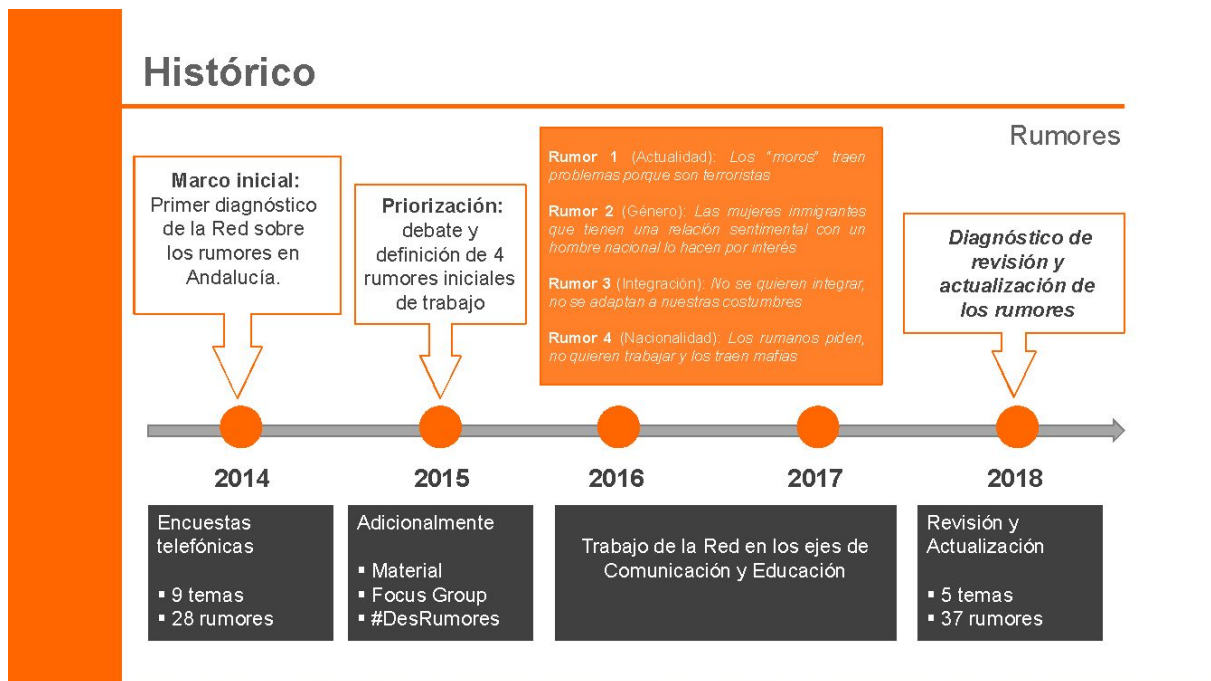 Histórico
Rumores
Marco inicial:
Primer diagnóstico
de la Red sobre
los rumores en
Andalucía.
Priorización:
debate y
definición de 4
rumores iniciales
de trabajo
Rumor 1 (Actualidad): Los "moros" traen
problemas porque son terroristas
Rumor 2 (Género): Las mujeres inmigrantes
que tienen una relación sentimental con un
hombre nacional lo hacen por interés
Rumor 3 (Integración): No se quieren integrar,
no se adaptan a nuestras costumbres
Rumor 4 (Nacionalidad): Los rumanos piden,
no quieren trabajar y los traen mafias
Diagnóstico de
revisión y
actualización de
los rumores
2014
2015
2016
2017
2018
Encuestas
telefónicas
▪ 9 temas
▪ 28 rumores
Adicionalmente
▪ Material
▪ Focus Group
▪ #DesRumores
Trabajo de la Red en los ejes de
Comunicación y Educación
Revisión y
Actualización
▪ 5 temas
▪ 37 rumores